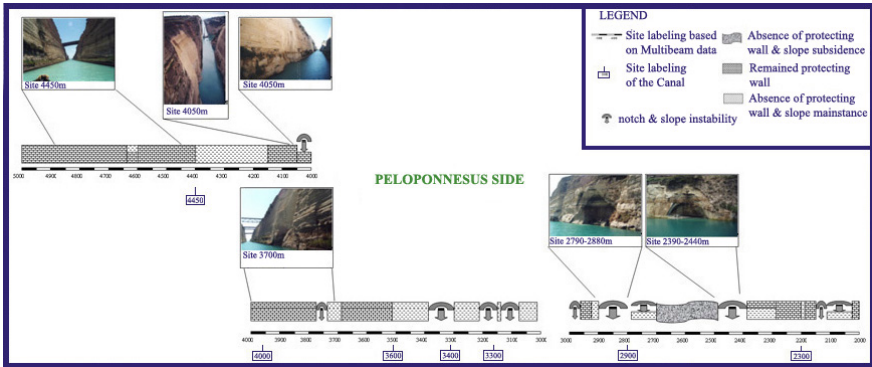 LEGEND
Site labeling based
on Multibeam data
Absence of protecting
wall & slope subsidence
Site labeling
of the Canal
Remained protecting
wall
notch & slope instability
Absence of protecting
wall & slope mainstance
Site 4450m
Site 4050m
Site 4050m
5000 4900 4800 4700 4600 4500 4400 4300 4200 4100 4000
4450
PELOPONNESUS SIDE
Site 3700m
Site 2790-2880m
Site 2390-2440m
4000 3900 3800 3700 3600 3500 3400 3300 3200 3100 3000
4000
3600
3400
3300
3000 2900 2800 2700 2600 2500 2400 2300 2200 2100 2000
2900
2300